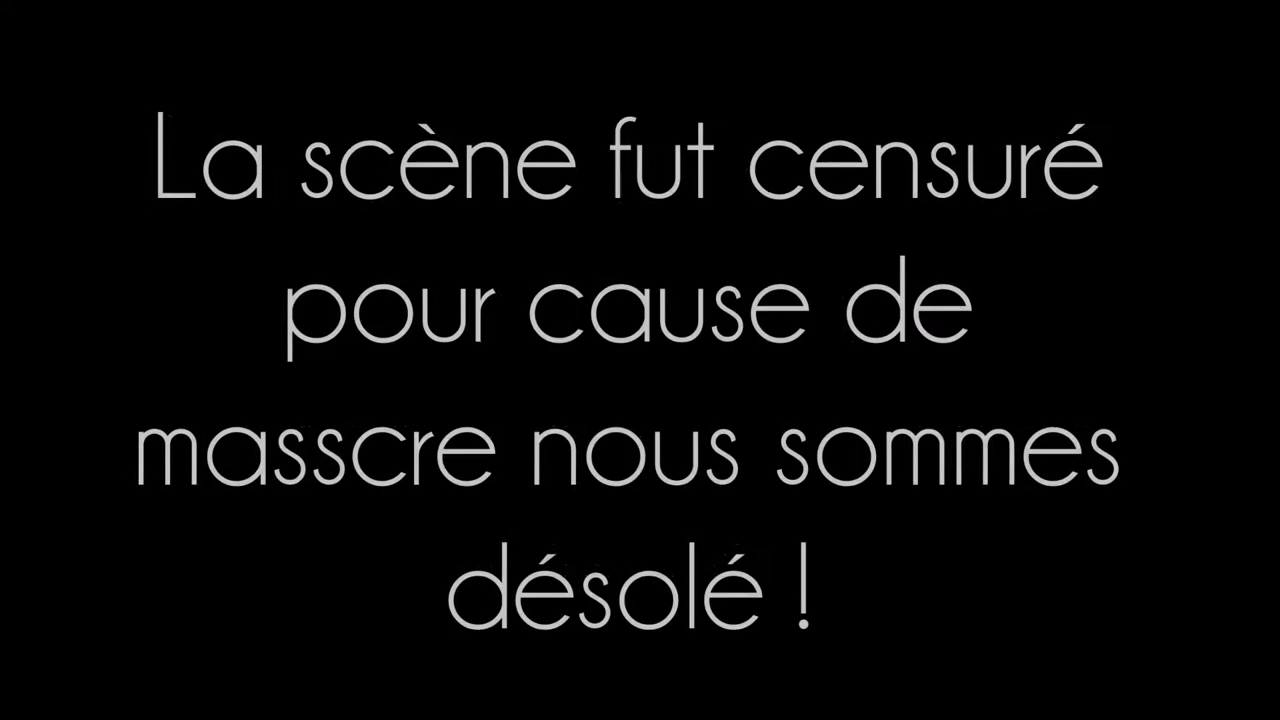 La scène fut censuré
pour cause de
masscre nous sommes
désolé !